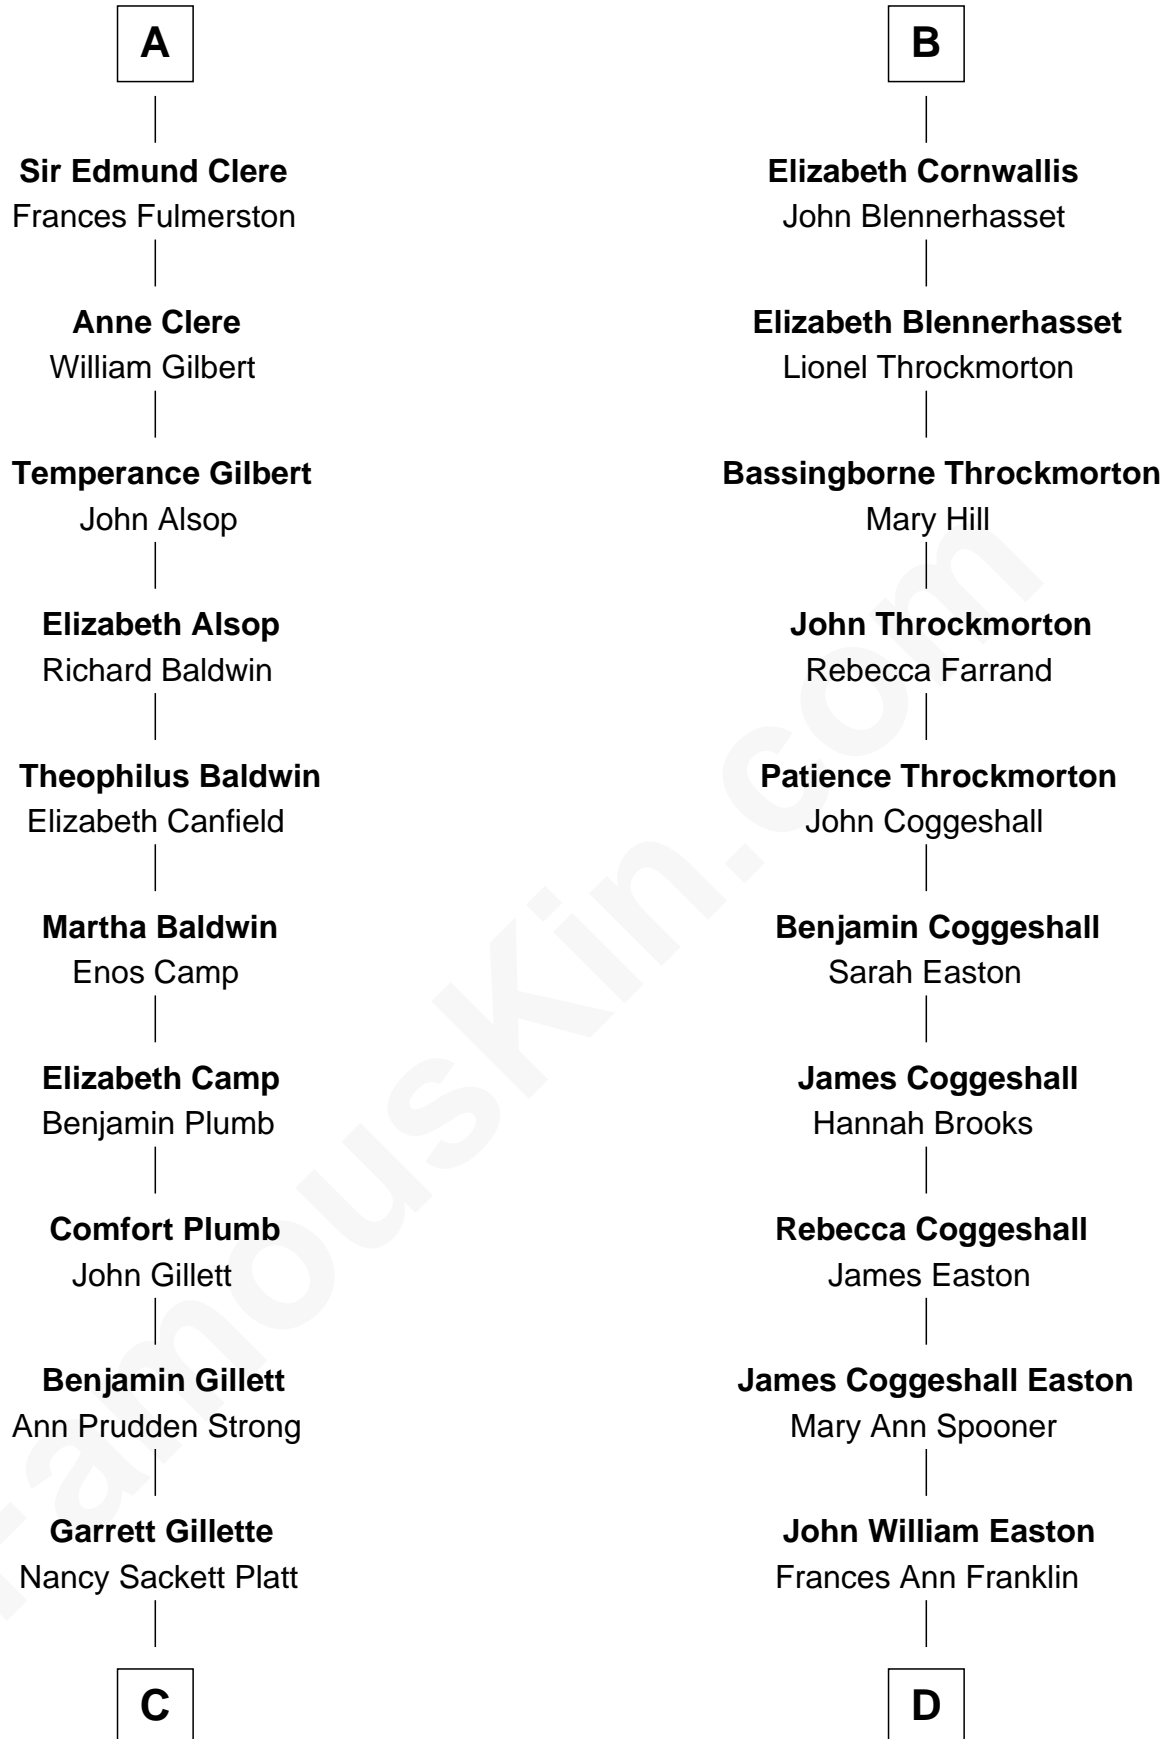 A
Sir Edmund Clere
Frances Fulmerston
Anne Clere
William Gilbert
Temperance Gilbert
John Alsop
Elizabeth Alsop
Richard Baldwin
Theophilus Baldwin
Elizabeth Canfield
Martha Baldwin
Enos Camp
Elizabeth Camp
Benjamin Plumb
Comfort Plumb
John Gillett
Benjamin Gillett
Ann Prudden Strong
Garrett Gillette
Nancy Sackett Platt
C
B
Elizabeth Cornwallis
John Blennerhasset
Elizabeth Blennerhasset
Lionel Throckmorton
Bassingborne Throckmorton
Mary Hill
John Throckmorton
Rebecca Farrand
Patience Throckmorton
John Coggeshall
Benjamin Coggeshall
Sarah Easton
James Coggeshall
Hannah Brooks
Rebecca Coggeshall
James Easton
James Coggeshall Easton
Mary Ann Spooner
John William Easton
Frances Ann Franklin
D
FamousKin.com